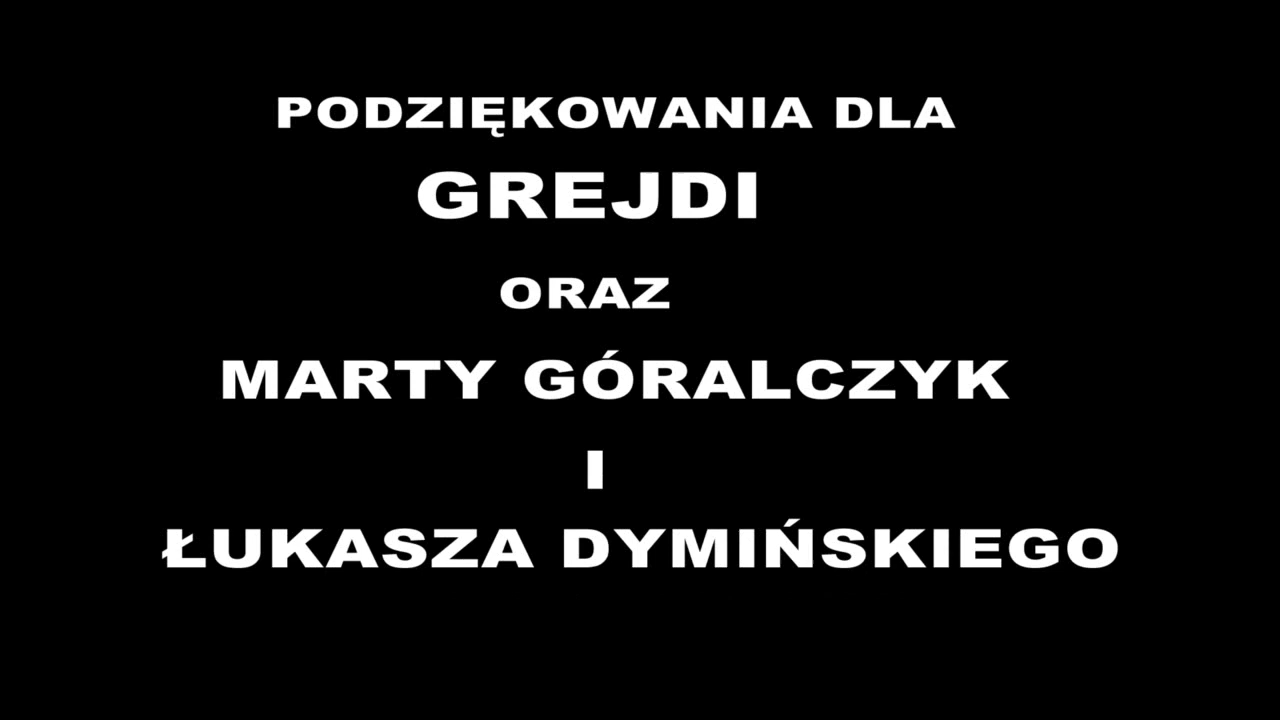 PODZIĘKOWANIA DLA
GREJDI
ORAZ
MARTY GÓRALCZYK
I
ŁUKASZA DYMIŃSKIEGO